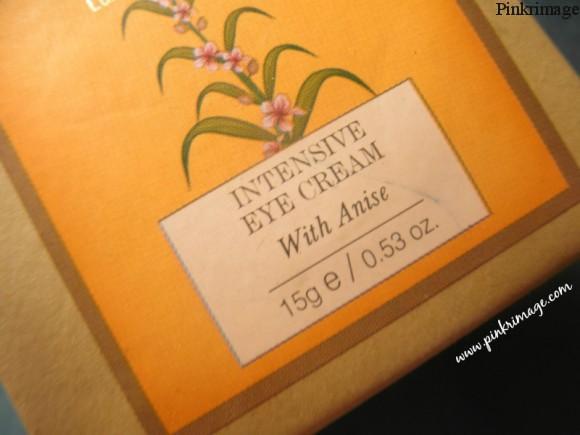 Pinkrimage
INTENSIVE
EYE CREAM
With Anise
15g e / 0.53 oz.
www.pinkrimage.com